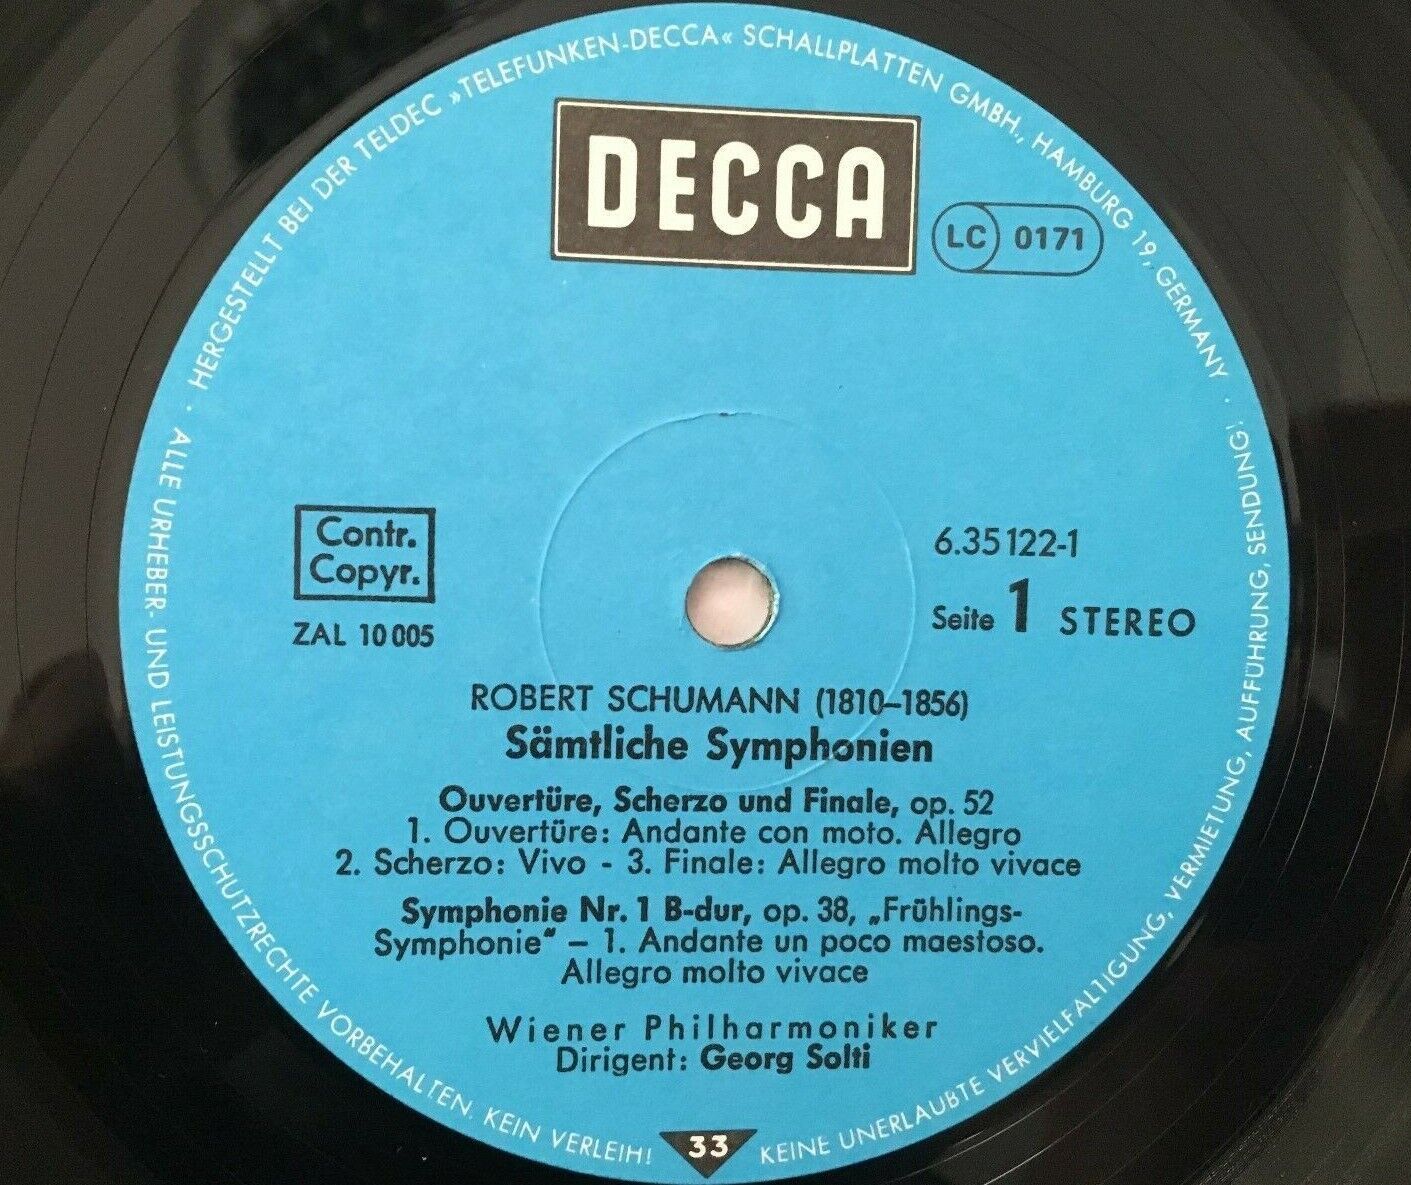 HERGESTELLT BEI DER TELDEC »TELEFUNKEN-DECCA« SCHALLPLATTEN GMBH., HAMBURG 19, GERMANY ·
DECCA
LC 0171
Contr.
Copyr.
ZAL 10 005
6.35122-1
Seite 1 STEREO
ROBERT SCHUMANN (1810–1856)
Sämtliche Symphonien
Ouvertüre, Scherzo und Finale, op. 52
1. Ouvertüre: Andante con moto. Allegro
2. Scherzo: Vivo - 3. Finale: Allegro molto vivace
Symphonie Nr. 1 B-dur, op. 38, „Frühlings-
Symphonie“ – 1. Andante un poco maestoso.
Allegro molto vivace
Wiener Philharmoniker
Dirigent: Georg Solti
· ALLE URHEBER- UND LEISTUNGSSCHUTZRECHTE VORBEHALTEN. KEIN VERLEIH!
33
KEINE UNERLAUBTE VERVIELFALTIGUNG, VERMIETUNG, AUFFÜHRUNG, SENDUNG!